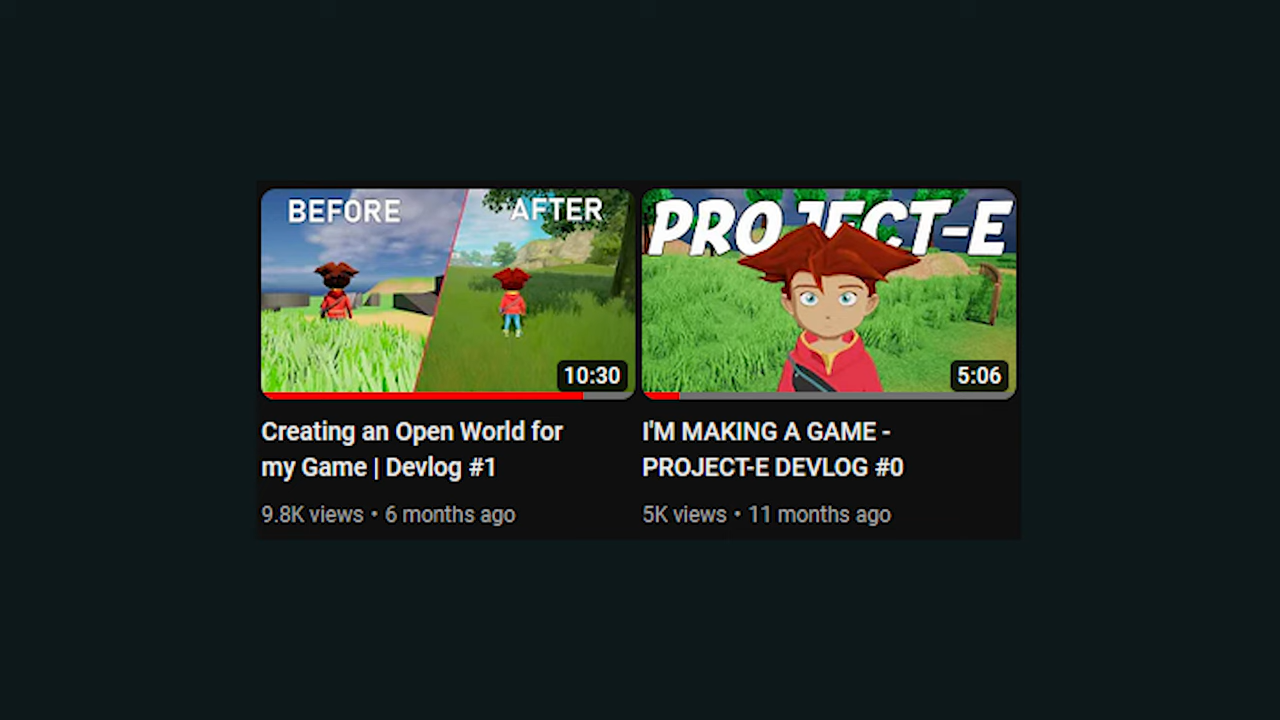 BEFORE
AFTER
10:30
Creating an Open World for
my Game | Devlog #1
9.8K views • 6 months ago
PROJECT-E
5:06
I'M MAKING A GAME -
PROJECT-E DEVLOG #0
5K views • 11 months ago